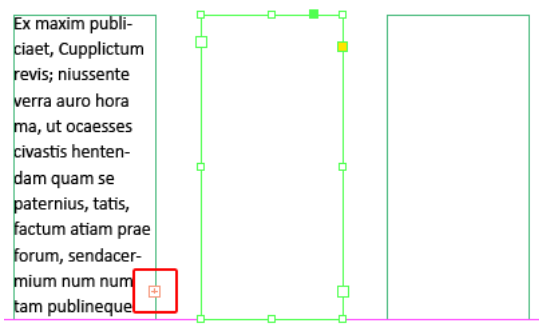 Ex maxim publi-
ciaet, Cupplictum
revis; niussente
verra auro hora
ma, ut ocaesses
civastis henten-
dam quam se
paternius, tatis,
factum atiam prae
forum, sendacer-
mium num num
tam publineque